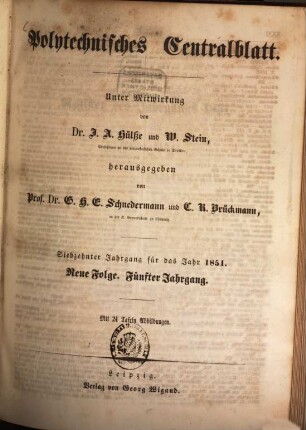 Polytechnisches Centralblatt.
Unter Mitwirkung
von
Dr. J. A. Hülße und W. Stein,
herausgegeben
von
Prof. Dr. G. H. E. Schnedermann und C. R. Brückmann,
Siebzehnter Jahrgang für das Jahr 1851.
Neue Folge. Fünfter Jahrgang.
Mit 24 Tafeln Abbildungen.
Leipzig.
Verlag von Georg Wigand.